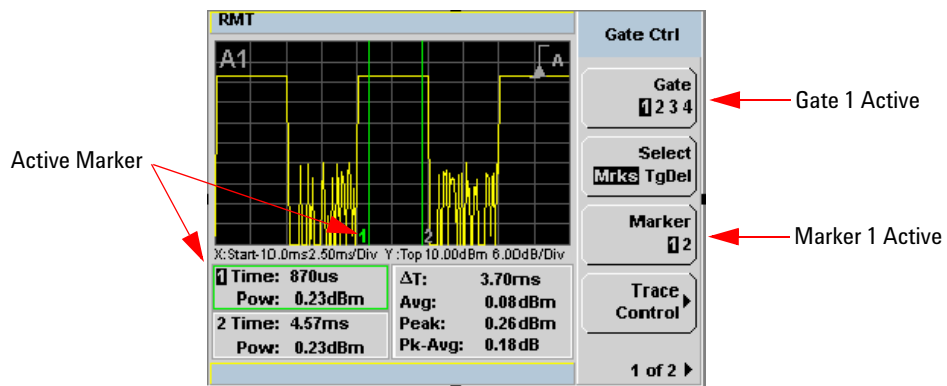 RMT
Gate Ctrl
A1
A
Gate
1 2 3 4
Gate 1 Active
Select
Mrks TgDel
Active Marker
Marker
1 2
Marker 1 Active
1
2
X:Start-10.0ms2.50ms/Div Y:Top 10.00dBm 6.00dB/Div
1 Time: 870us
Pow: 0.23dBm
2 Time: 4.57ms
Pow: 0.23dBm
ΔT: 3.70ms
Avg: 0.08dBm
Peak: 0.26dBm
Pk-Avg: 0.18dB
Trace
Control
1 of 2